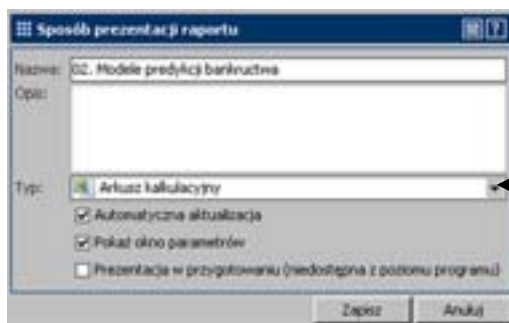 Sposób prezentacji raportu
Nazwa: 02. Modele predykcji bankructwa
Opis:
Typ: Arkusz kalkulacyjny
Automatyczna aktualizacja
Pokaż okno parametrów
Prezentacja w przygotowaniu (niedostępna z poziomu programu)
Zapisz Anuluj